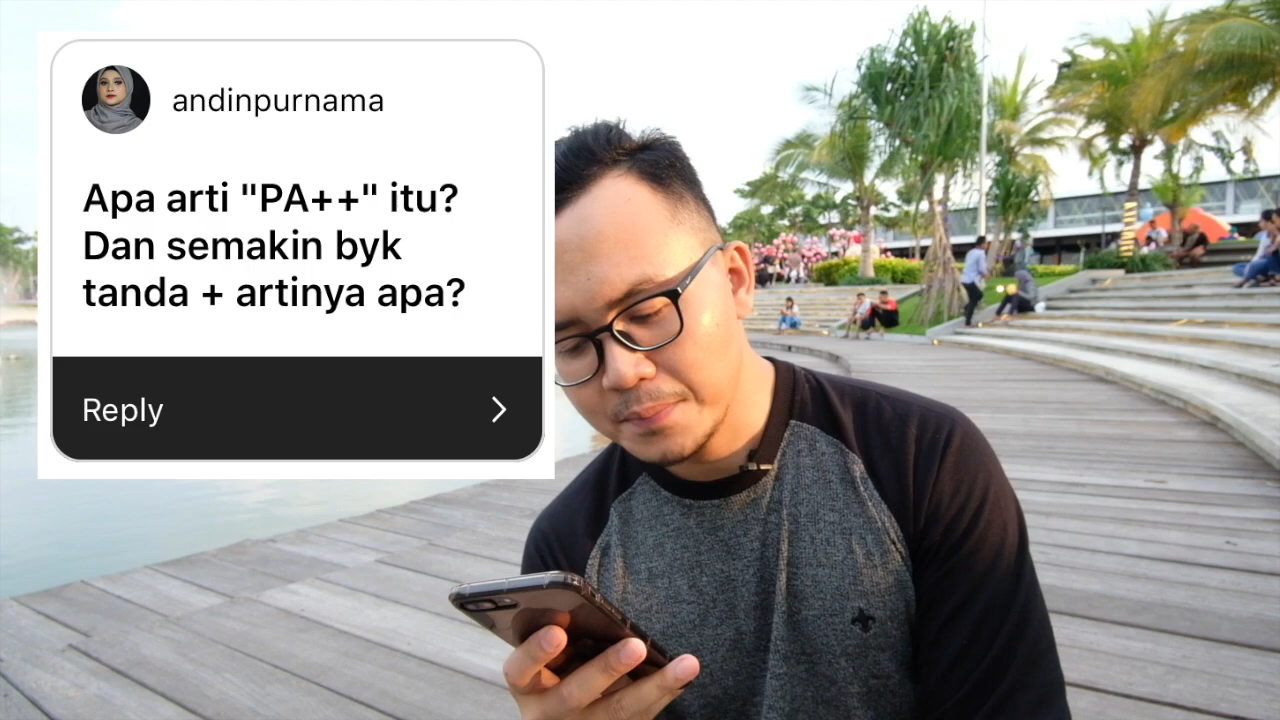 andinpurnama
Apa arti "PA++" itu?
Dan semakin byk
tanda + artinya apa?
Reply